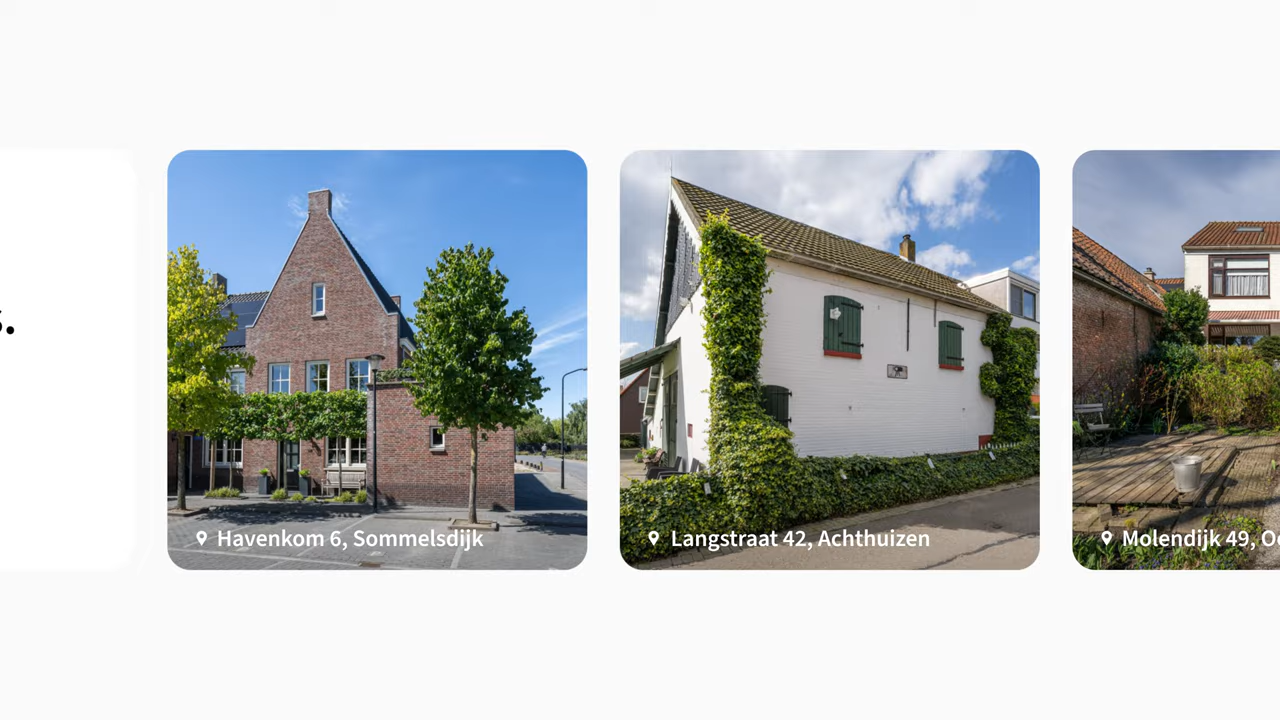 s.
Havenkom 6, Sommelsdijk
Langstraat 42, Achthuizen
Molendijk 49,